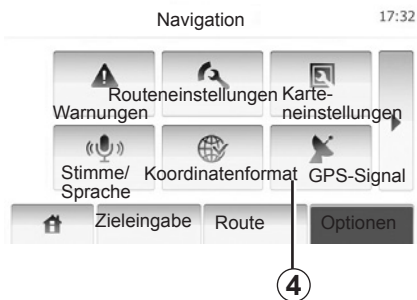 Navigation 17:32
Warnungen
Routeneinstellungen
Karte-
neinstellungen
Stimme/
Sprache
Koordinatenformat
GPS-Signal
Zieleingabe Route Optionen
4